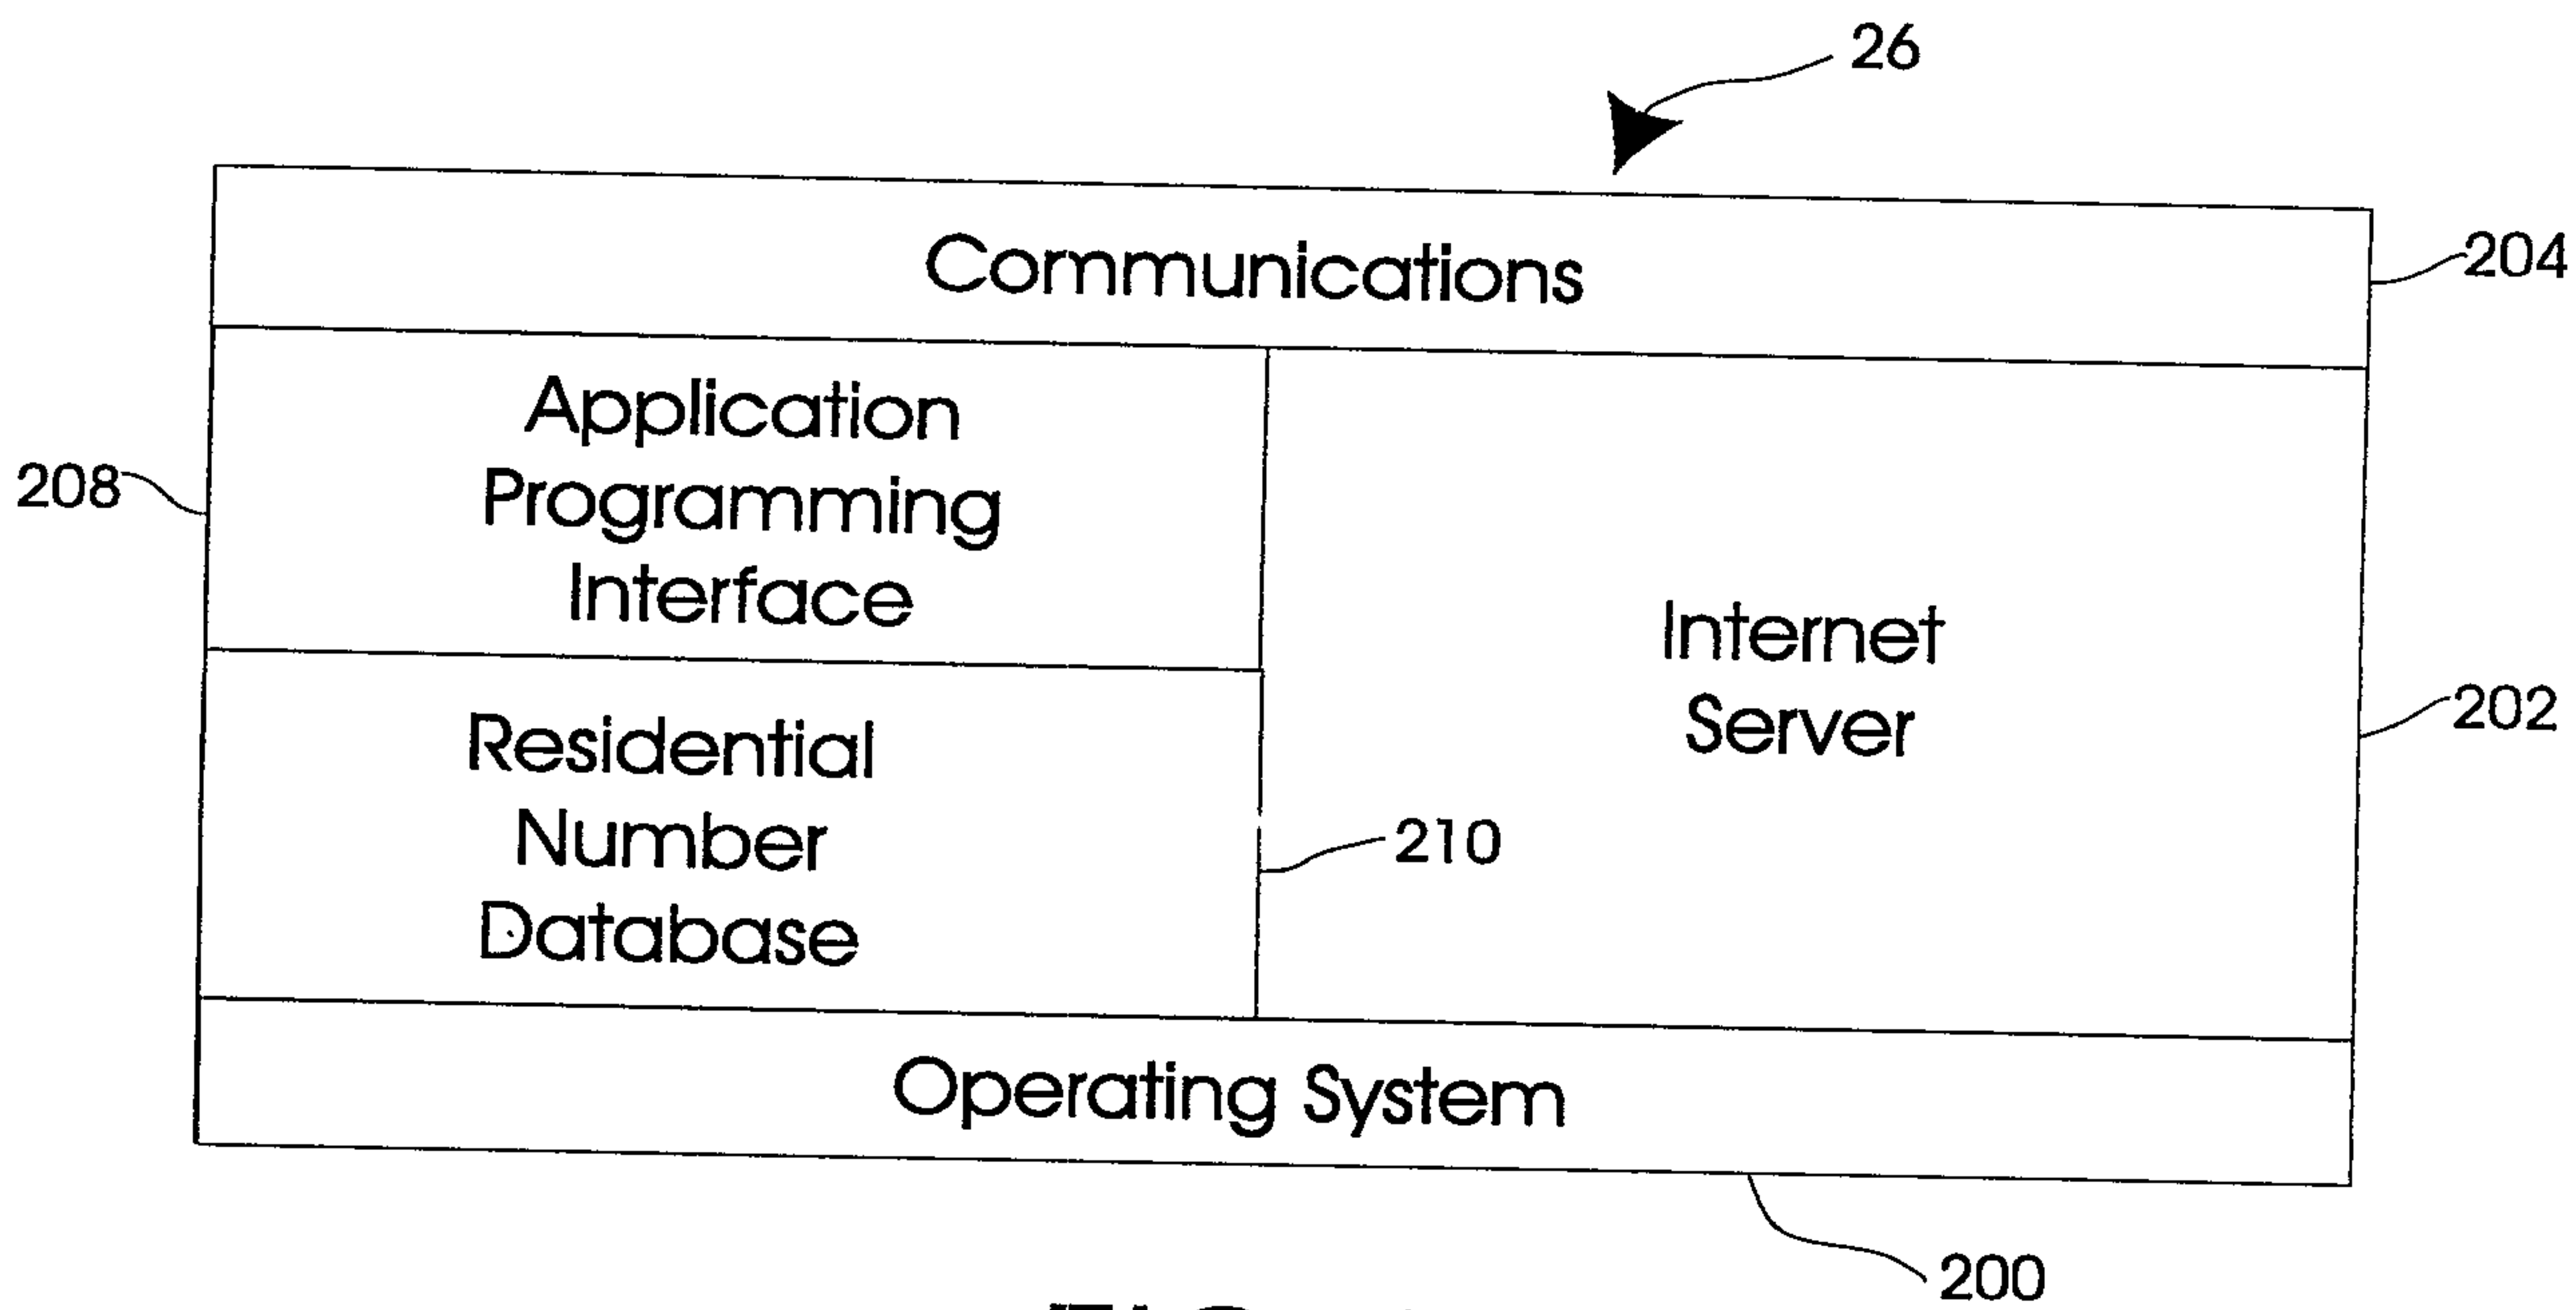 26
Communications
204
Application
Programming
Interface
208
Internet
Server
202
Residential
Number
Database
210
Operating System
200